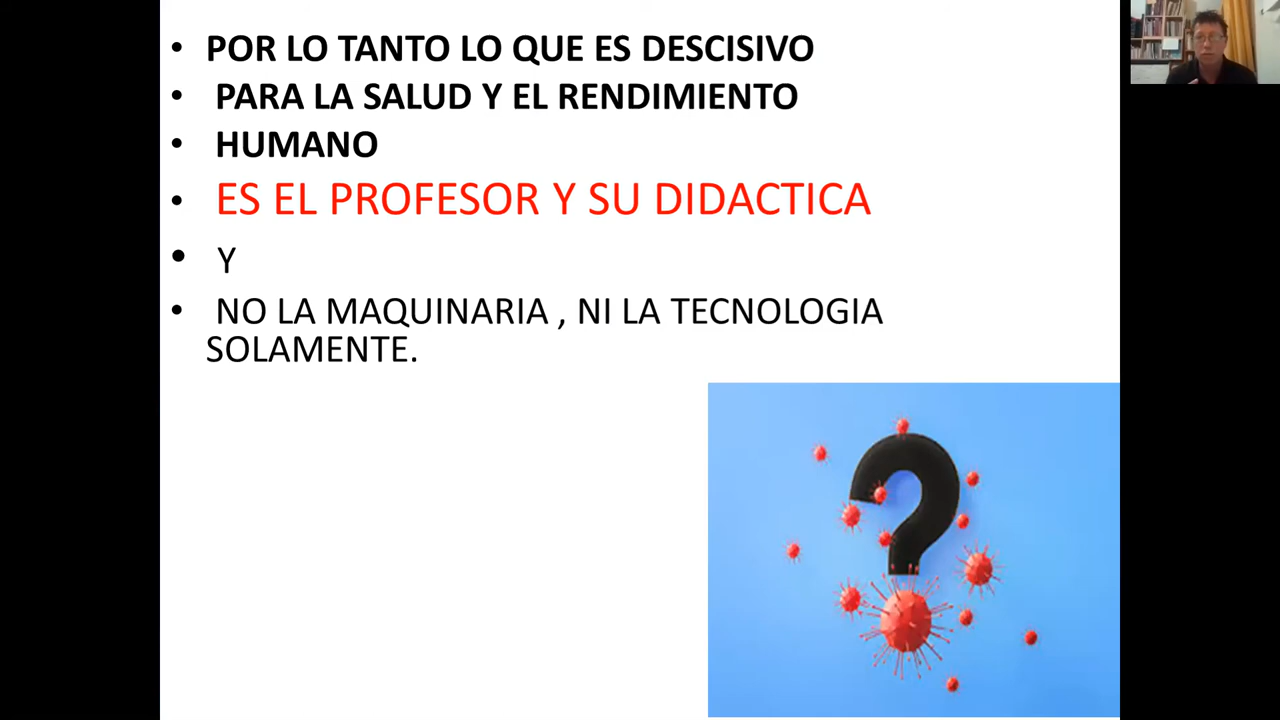 • POR LO TANTO LO QUE ES DESCISIVO
• PARA LA SALUD Y EL RENDIMIENTO
• HUMANO
• ES EL PROFESOR Y SU DIDACTICA
• Y
• NO LA MAQUINARIA , NI LA TECNOLOGIA
SOLAMENTE.
?